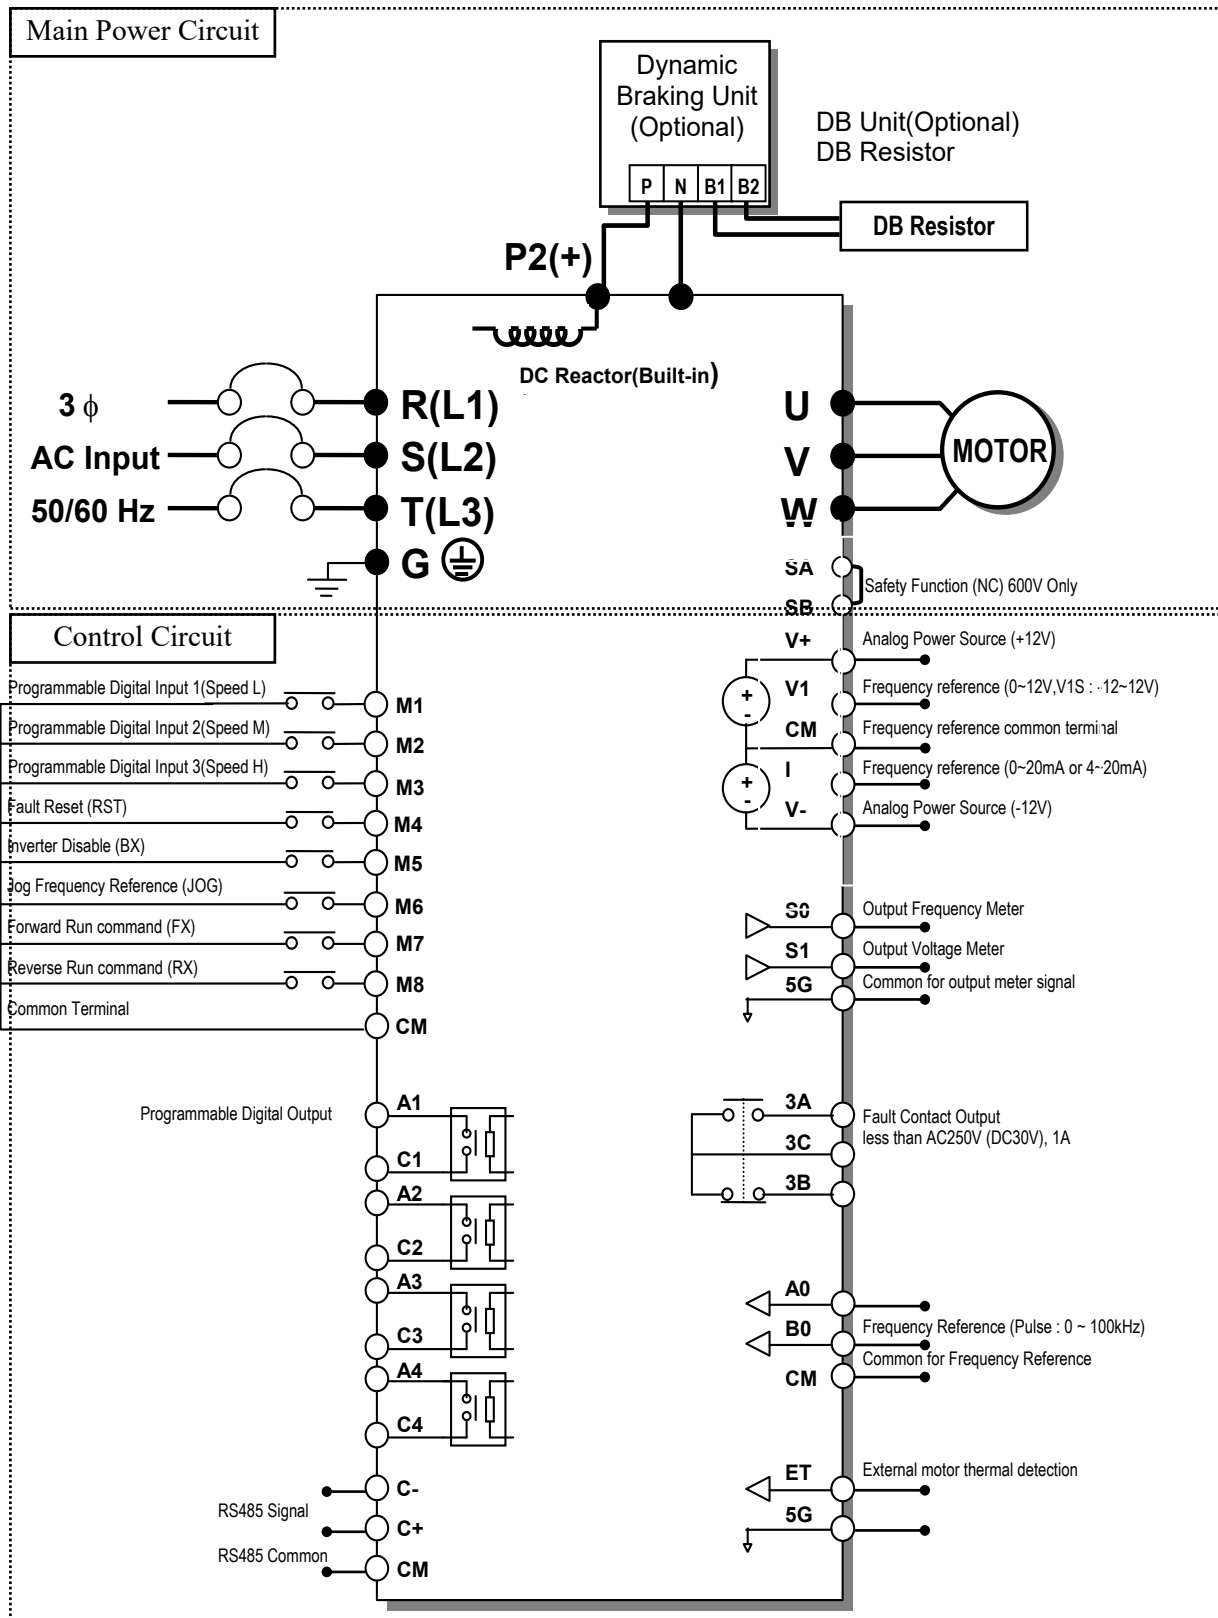 Main Power Circuit
Dynamic
Braking Unit
(Optional)
P N B1 B2
DB Unit(Optional)
DB Resistor
DB Resistor
P2(+)
DC Reactor(Built-in)
3 ϕ
R(L1)
U
AC Input
S(L2)
V
MOTOR
50/60 Hz
T(L3)
W
G
SA
Safety Function (NC) 600V Only
SB
Control Circuit
V+
Analog Power Source (+12V)
Programmable Digital Input 1(Speed L)
M1
V1
Frequency reference (0~12V,V1S : -12~12V)
Programmable Digital Input 2(Speed M)
M2
CM
Frequency reference common terminal
Programmable Digital Input 3(Speed H)
M3
I
Frequency reference (0~20mA or 4~20mA)
Fault Reset (RST)
M4
V-
Analog Power Source (-12V)
Inverter Disable (BX)
M5
Jog Frequency Reference (JOG)
M6
S0
Output Frequency Meter
Forward Run command (FX)
M7
S1
Output Voltage Meter
Reverse Run command (RX)
M8
5G
Common for output meter signal
Common Terminal
CM
Programmable Digital Output
A1
C1
A2
C2
A3
C3
A4
C4
3A
Fault Contact Output
less than AC250V (DC30V), 1A
3C
3B
A0
B0
Frequency Reference (Pulse : 0 ~ 100kHz)
Common for Frequency Reference
CM
ET
External motor thermal detection
5G
C-
RS485 Signal
C+
RS485 Common
CM